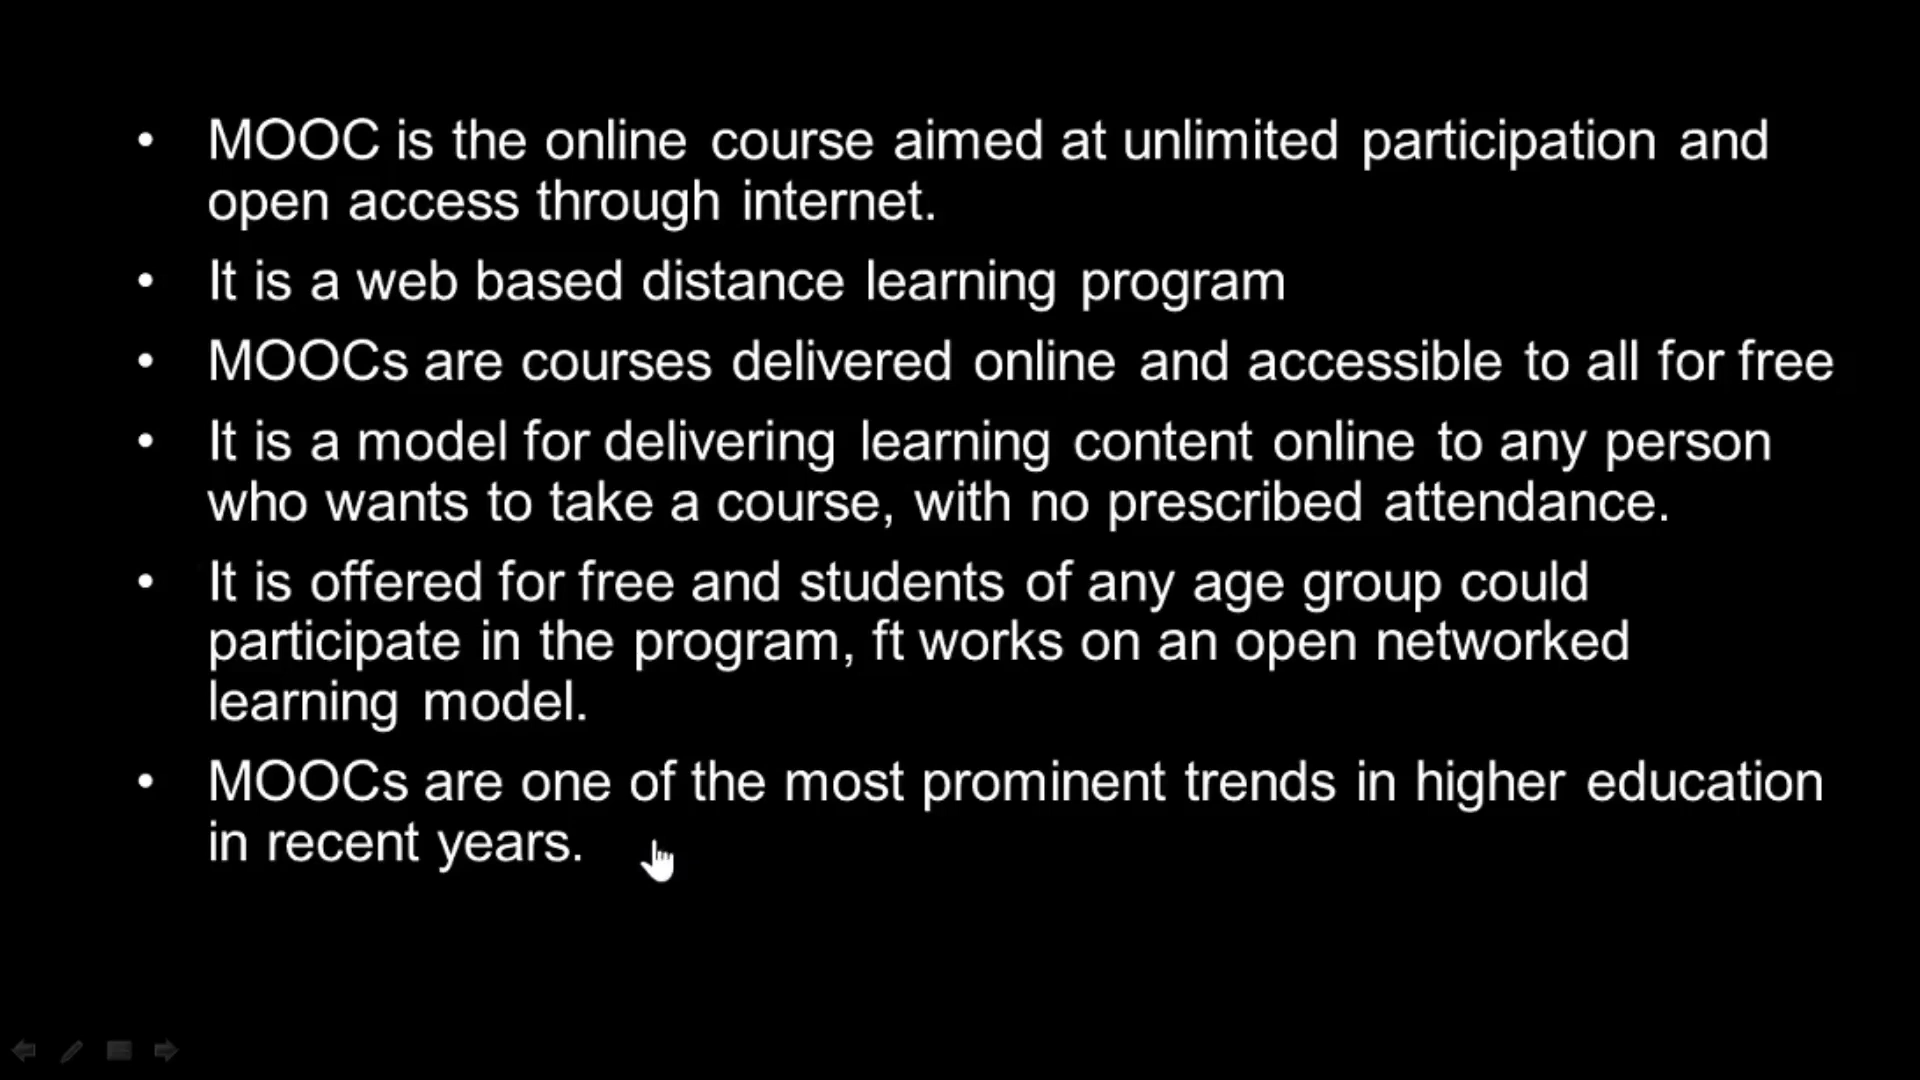 • MOOC is the online course aimed at unlimited participation and
open access through internet.
• It is a web based distance learning program
• MOOCs are courses delivered online and accessible to all for free
• It is a model for delivering learning content online to any person
who wants to take a course, with no prescribed attendance.
• It is offered for free and students of any age group could
participate in the program, ft works on an open networked
learning model.
• MOOCs are one of the most prominent trends in higher education
in recent years.